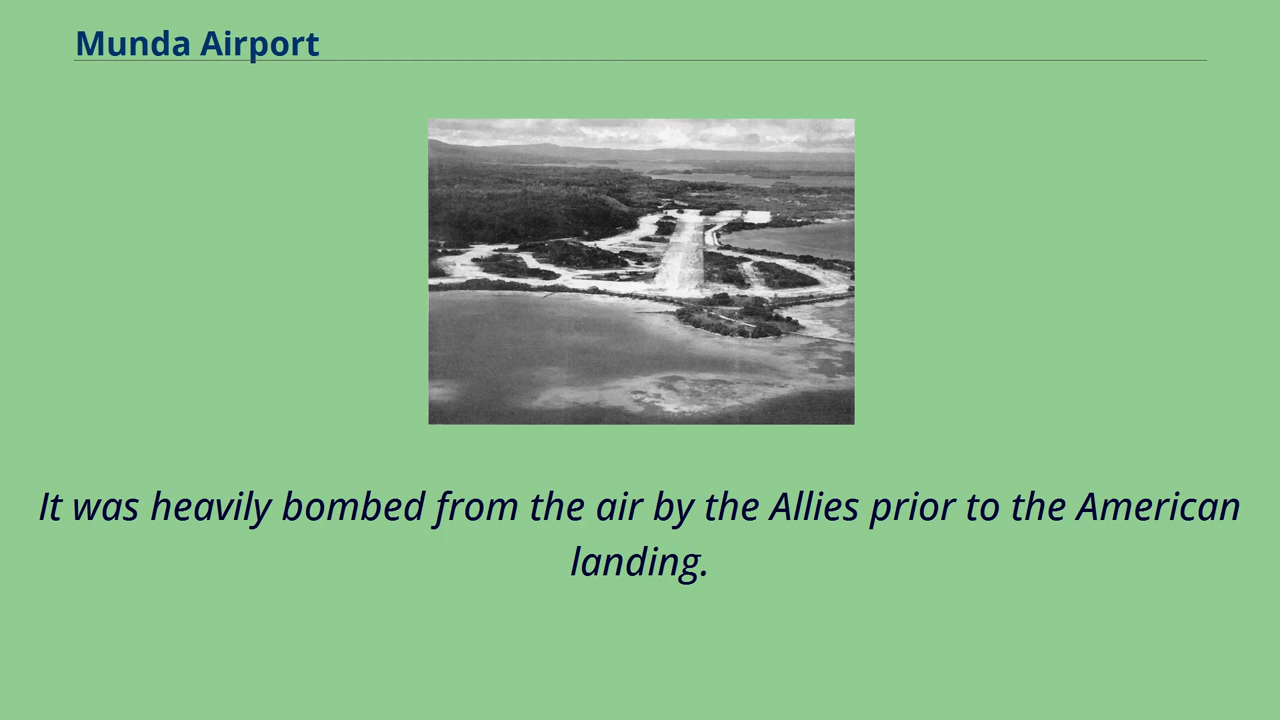 Munda Airport
It was heavily bombed from the air by the Allies prior to the American
landing.